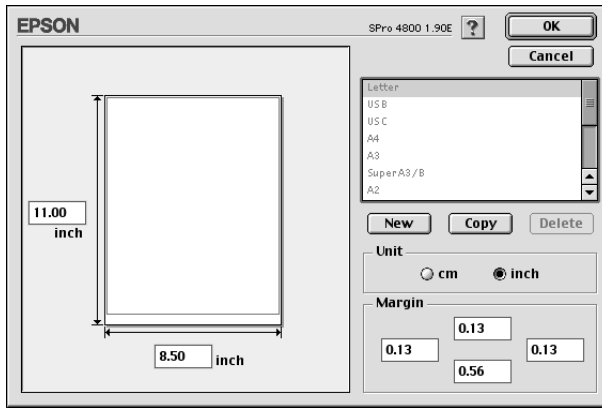 EPSON
SPro 4800 1.90E
?
OK
Cancel
Letter
USB
USC
A4
A3
SuperA3/B
A2
11.00
inch
8.50 inch
New Copy Delete
Unit
cm inch
Margin
0.13
0.13 0.13
0.56